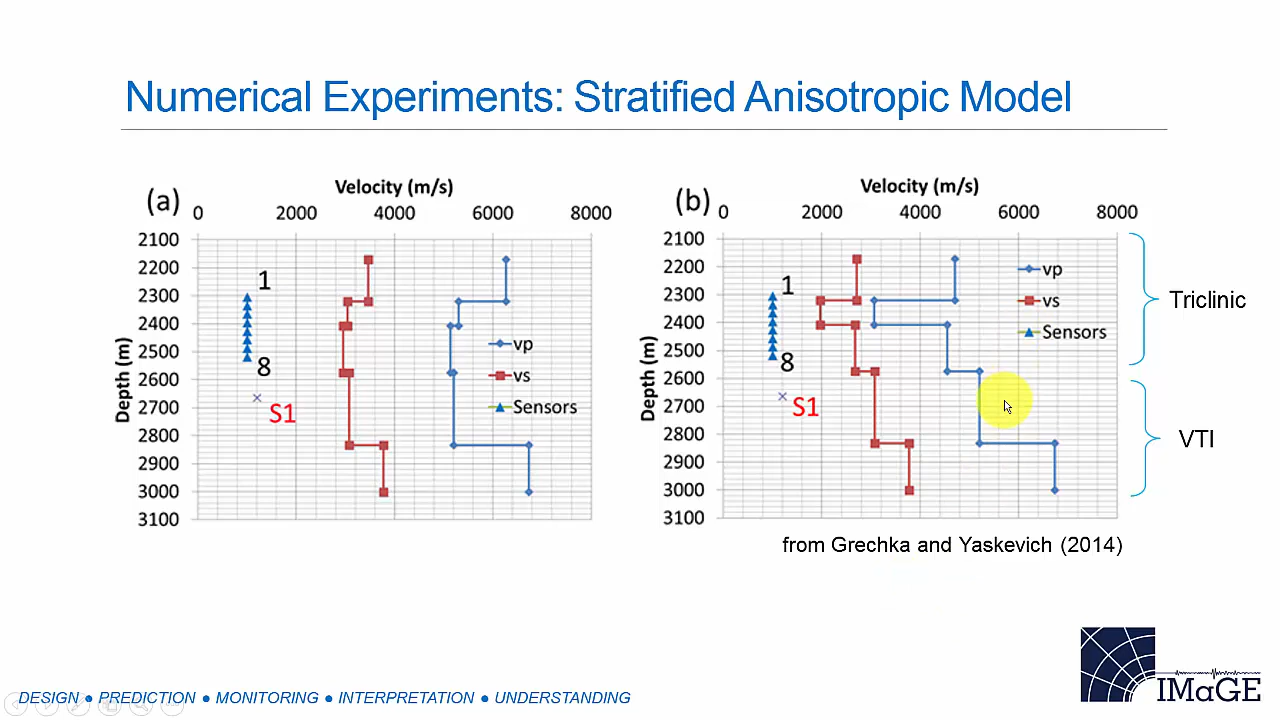 Numerical Experiments: Stratified Anisotropic Model
(a)
Velocity (m/s)
0 2000 4000 6000 8000
Depth (m)
2100
2200
2300
2400
2500
2600
2700
2800
2900
3000
3100
1
8
S1
vp
vs
Sensors
(b)
Velocity (m/s)
0 2000 4000 6000 8000
Depth (m)
2100
2200
2300
2400
2500
2600
2700
2800
2900
3000
3100
1
8
S1
vp
vs
Sensors
Triclinic
VTI
from Grechka and Yaskevich (2014)
DESIGN ● PREDICTION ● MONITORING ● INTERPRETATION ● UNDERSTANDING
IMaGE